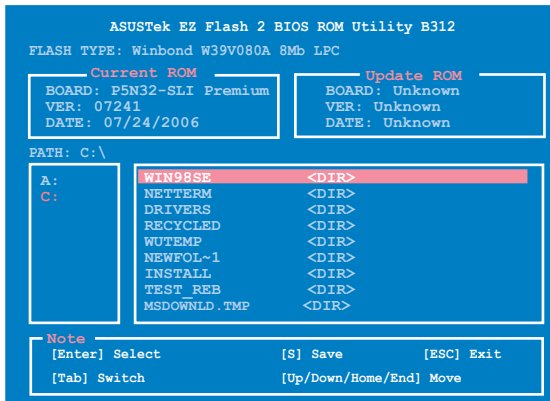 ASUSTek EZ Flash 2 BIOS ROM Utility B312
FLASH TYPE: Winbond W39V080A 8Mb LPC
Current ROM
BOARD: P5N32-SLI Premium
VER: 07241
DATE: 07/24/2006
Update ROM
BOARD: Unknown
VER: Unknown
DATE: Unknown
PATH: C:\
A:
C:
WIN98SE <DIR>
NETTERM <DIR>
DRIVERS <DIR>
RECYCLED <DIR>
WUTEMP <DIR>
NEWFOL~1 <DIR>
INSTALL <DIR>
TEST_REB <DIR>
MSDOWNLD.TMP <DIR>
Note
[Enter] Select [S] Save [ESC] Exit
[Tab] Switch [Up/Down/Home/End] Move